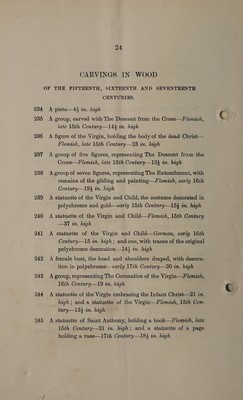 24
CARVINGS IN WOOD
OF THE FIFTEENTH, SIXTEENTH AND SEVENTEENTH
CENTURIES.
234 A pieta—4½ in. high
235 A group, carved with The Descent from the Cross—Flemish,
late 15th Century—14½ in. high
236 A figure of the Virgin, holding the body of the dead Christ—
Flemish, late 15th Century—23 in. high
237 A group of five figures, representing The Descent from the
Cross—Flemish, late 15th Century—12½ in. high
238 A group of seven figures, representing The Entombment, with
remains of the gilding and painting—Flemish, early 16th
Century—19½ in. high
239 A statuette of the Virgin and Child, the costume decorated in
polychrome and gold—early 15th Century—15½ in. high
240 A statuette of the Virgin and Child—Flemish, 15th Century
—37 in. high
241 A statuette of the Virgin and Child—German, early 16th
Century—15 in. high; and one, with traces of the original
polychrome decoration—14½ in. high
242 A female bust, the head and shoulders draped, with decora-
tion in polychrome—early 17th Century—20 in. high
243 A group, representing The Coronation of the Virgin—Flemish,
16th Century—19 in. high
244 A statuette of the Virgin embracing the Infant Christ—21 in.
high; and a statuette of the Virgin—Flemish, 15th Cen-
tury—15½ in. high
245 A statuette of Saint Anthony, holding a book—Flemish, late
15th Century—21 in. high; and a statuette of a page
holding a vase—17th Century—18½ in. high